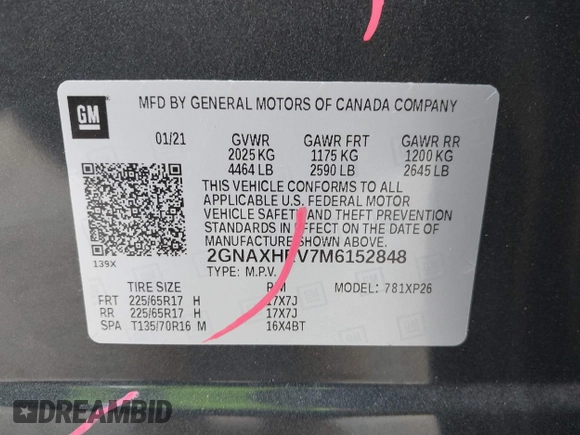 GM
MFD BY GENERAL MOTORS OF CANADA COMPANY
01/21 GVWR GAWR FRT GAWR RR
2025 KG 1175 KG 1200 KG
4464 LB 2590 LB 2645 LB
THIS VEHICLE CONFORMS TO ALL
APPLICABLE U.S. FEDERAL MOTOR
VEHICLE SAFETY AND THEFT PREVENTION
STANDARDS IN EFFECT ON THE DATE OF
MANUFACTURE SHOWN ABOVE.
139X
TYPE: M.P.V. MODEL: 781XP26
TIRE SIZE RIM
FRT 225/65R17 H 17X7J
RR 225/65R17 H 17X7J
SPA T135/70R16 M 16X4BT
DREAMBID